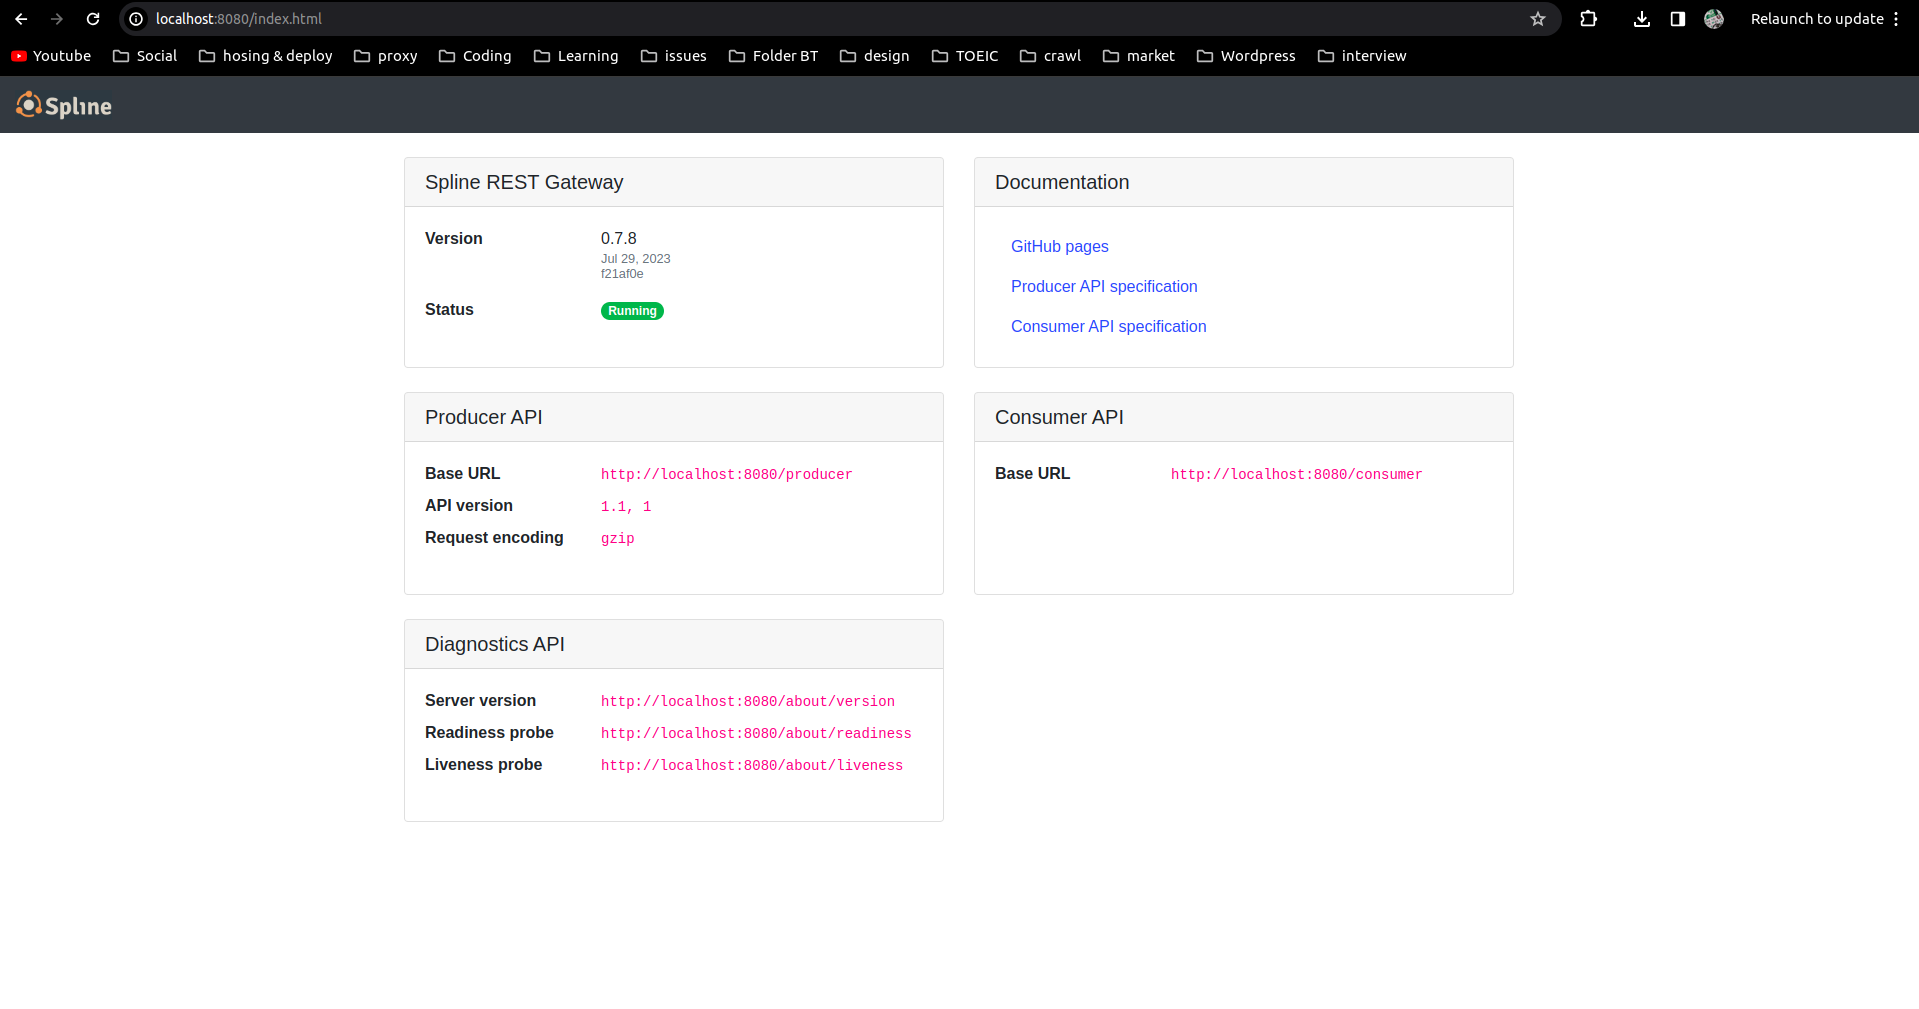 localhost:8080/index.html
Relaunch to update
Youtube
Social
hosing & deploy
proxy
Coding
Learning
issues
Folder BT
design
TOEIC
crawl
market
Wordpress
interview
Spline
Spline REST Gateway
Version 0.7.8
Jul 29, 2023
f21af0e
Status Running
Documentation
GitHub pages
Producer API specification
Consumer API specification
Producer API
Base URL http://localhost:8080/producer
API version 1.1, 1
Request encoding gzip
Consumer API
Base URL http://localhost:8080/consumer
Diagnostics API
Server version http://localhost:8080/about/version
Readiness probe http://localhost:8080/about/readiness
Liveness probe http://localhost:8080/about/liveness